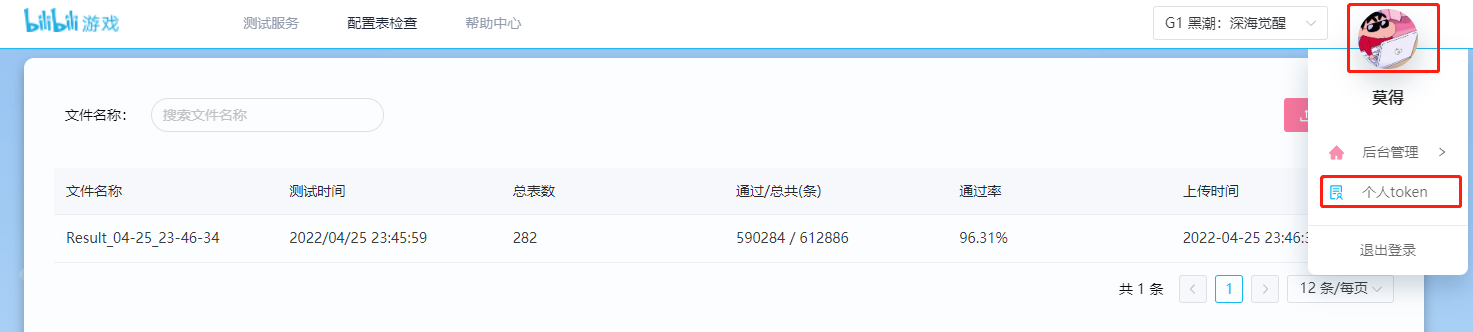 bilibili 游戏 测试服务 配置表检查 帮助中心 G1 黑潮：深海觉醒
莫得
文件名称： 搜索文件名称
后台管理
文件名称 测试时间 总表数 通过/总共(条) 通过率 上传时间
个人token
Result_04-25_23-46-34 2022/04/25 23:45:59 282 590284 / 612886 96.31% 2022-04-25 23:46:
退出登录
共 1 条 1 12 条/每页